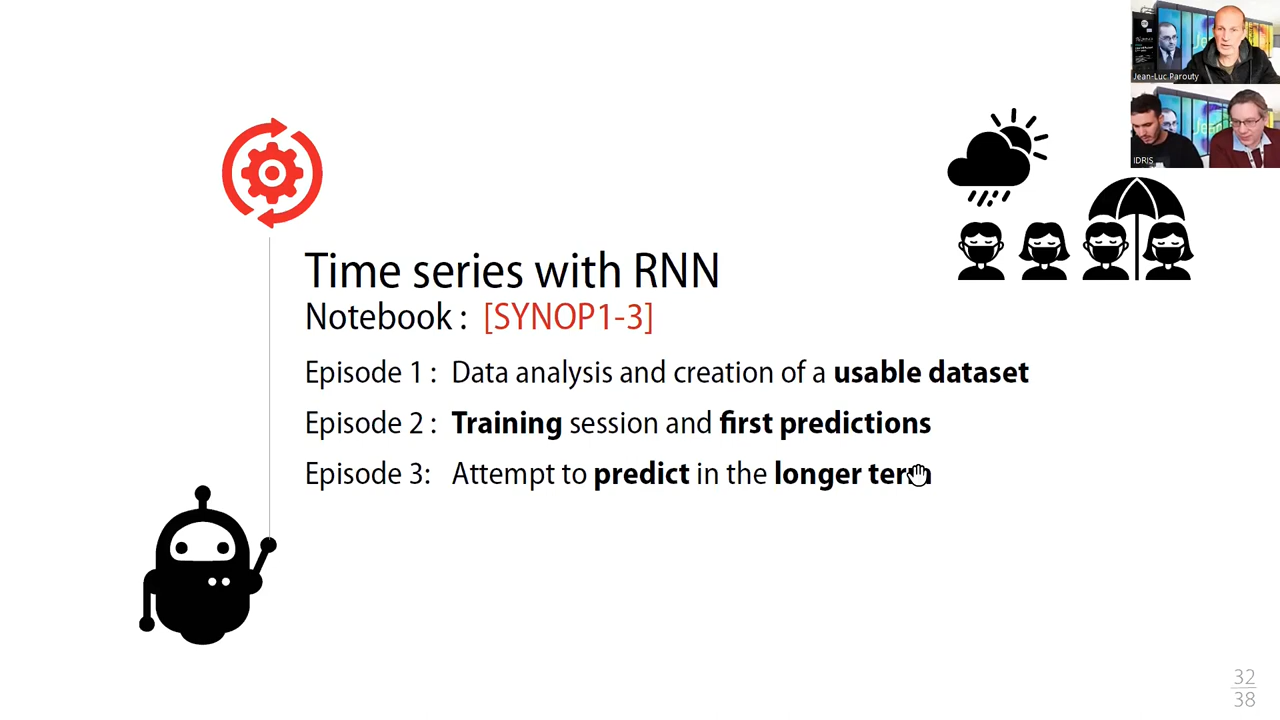 Jean-Luc Parouty
IDRIS
Time series with RNN
Notebook : [SYNOP1-3]
Episode 1 : Data analysis and creation of a usable dataset
Episode 2 : Training session and first predictions
Episode 3: Attempt to predict in the longer term
32
38